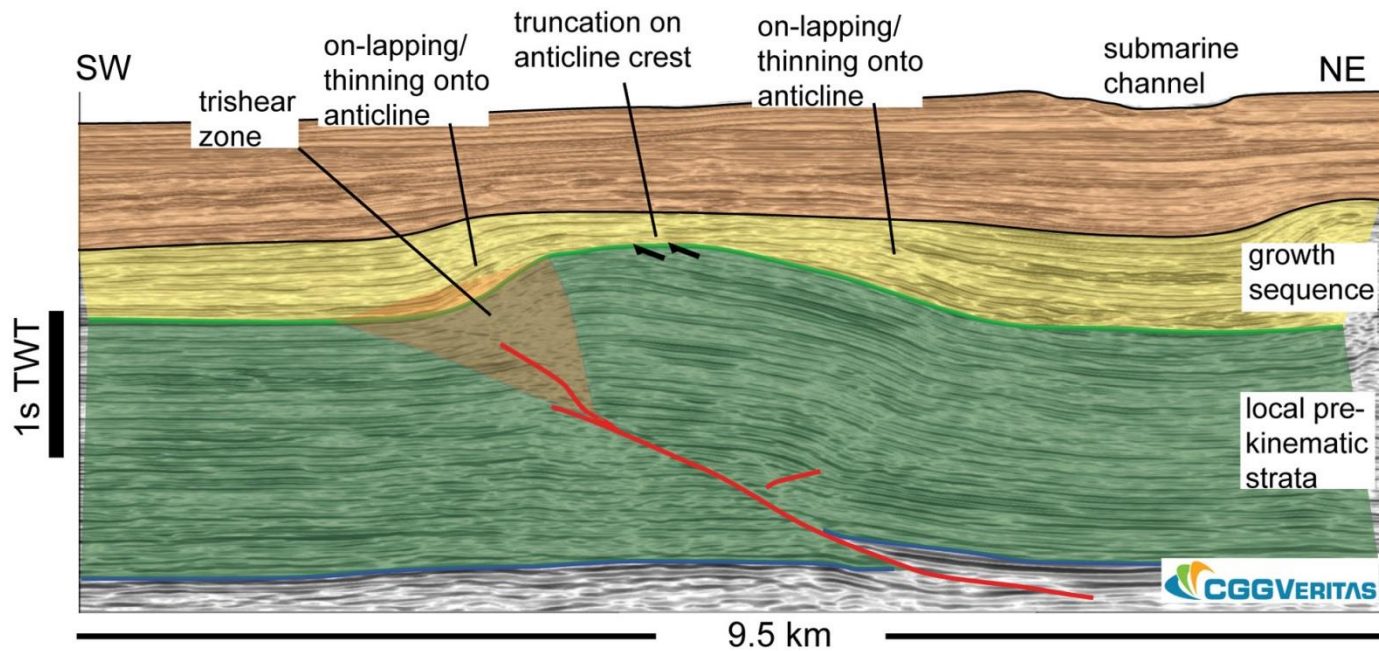 SW
trishear
zone
on-lapping/
thinning onto
anticline
truncation on
anticline crest
on-lapping/
thinning onto
anticline
submarine
channel
NE
growth
sequence
1s TWT
local pre-
kinematic
strata
CGGVERITAS
9.5 km